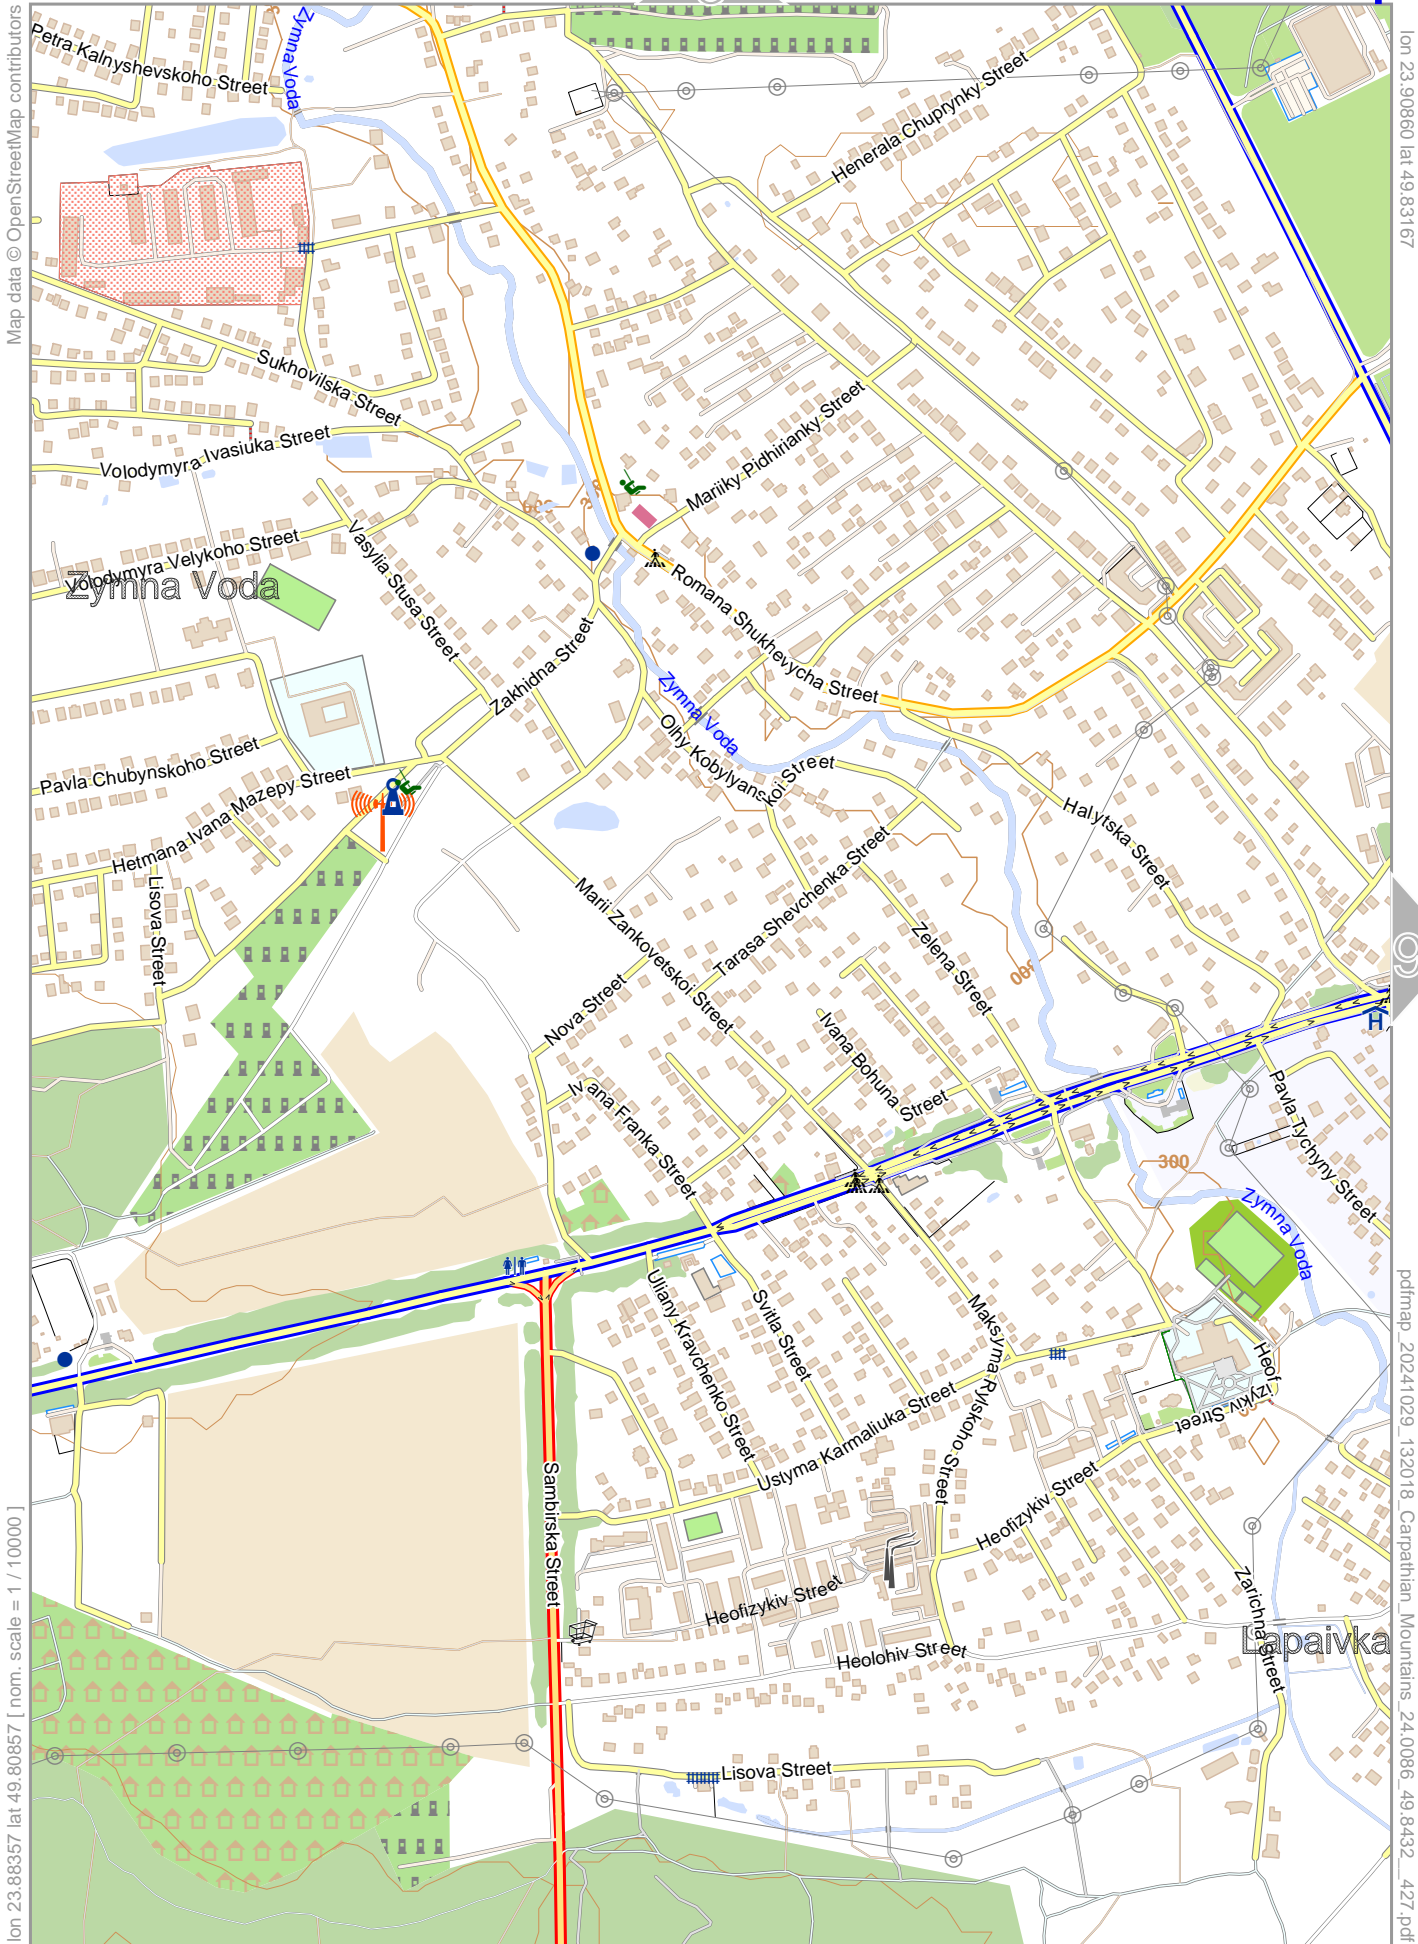 Map data © OpenStreetMap contributors
lon 23.90860 lat 49.83167
Petra Kalnyshevskoho Street
Zymna Voda
Henerala Chuprynky Street
Sukhovilska Street
Volodymyra Ivasiuka Street
Mariiky Pidhirianky Street
Volodymyra Velykoho Street
Zymna Voda
Vasylia Stusa Street
Romana Shukhevycha Street
Zakhidna Street
Zymna Voda
Olhy Kobylyanskoi Street
Pavla Chubynskoho Street
Hetmana Ivana Mazepy Street
Halytska Street
Lisova Street
Marii Zankovetskoi Street
Tarasa Shevchenka Street
Zelena Street
Nova Street
Ivana Bohuna Street
Ivana Franka Street
H
9
Pavla Tychyny Street
300
Zymna Voda
Uliany Kravchenko Street
Svitla Street
Maksyma Rylskoho Street
Heofizykiv Street
Ustyma Karmaliuka Street
Sambirska Street
Heofizykiv Street
Heofizykiv Street
Zarichna Street
Lapaivka
Heolohiv Street
Lisova Street
lon 23.88357 lat 49.80857 [ nom. scale = 1 / 10000 ]
pdfmap_20241029_132018_Carpathian_Mountains_24.0086_49.8432__427.pdf